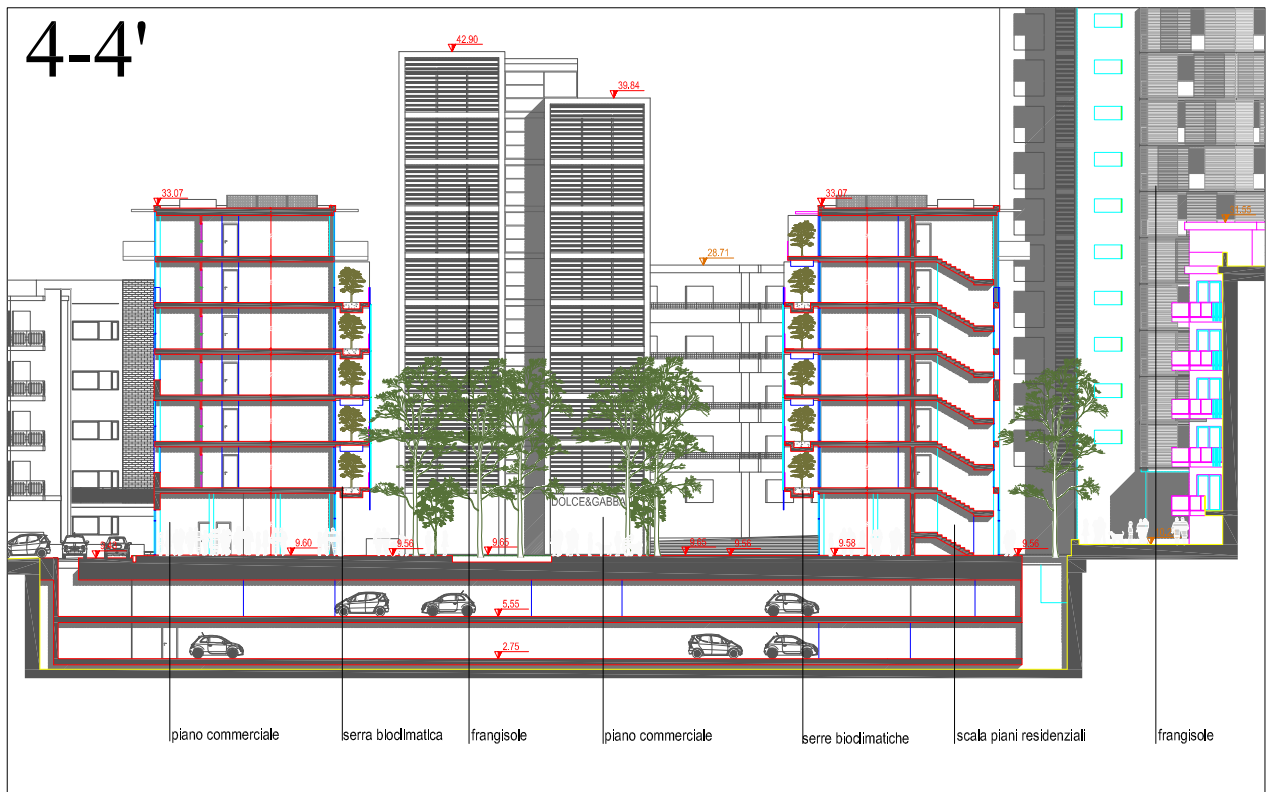 4-4'
42.90
39.84
33.07
33.07
28.71
DOLCE&GABBA
9.60
9.56
9.65
9.65
9.56
9.58
9.56
5.55
2.75
piano commerciale
serra bioclimatica
frangisole
piano commerciale
serre bioclimatiche
scala piani residenziali
frangisole